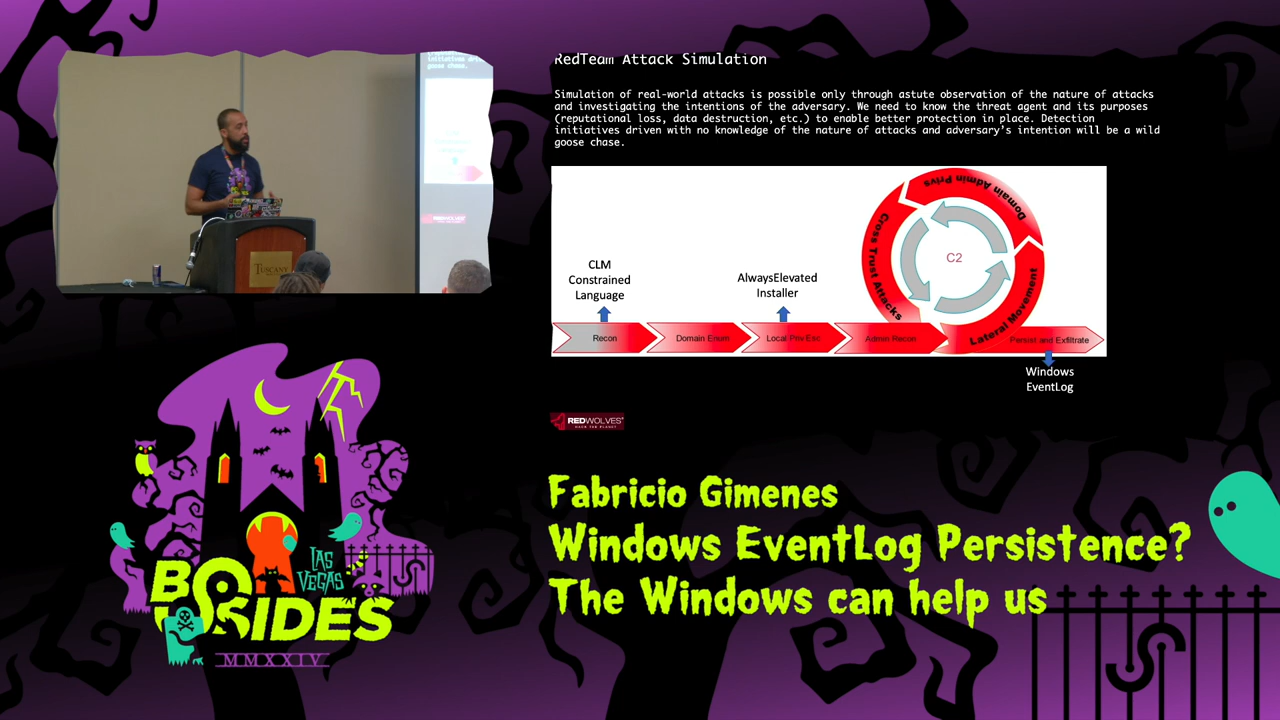 RedTeam Attack Simulation
Simulation of real-world attacks is possible only through astute observation of the nature of attacks
and investigating the intentions of the adversary. We need to know the threat agent and its purposes
(reputational loss, data destruction, etc.) to enable better protection in place. Detection
initiatives driven with no knowledge of the nature of attacks and adversary's intention will be a wild
goose chase.
Domain Admin Privs
Cross Trust Attacks
C2
Lateral Movement
CLM
Constrained
Language
AlwaysElevated
Installer
Recon
Domain Enum
Local Priv Esc
Admin Recon
Persist and Exfiltrate
Windows
EventLog
REDWOLVES
goose chase.
REDWOLVES
TUSCANY
Fabricio Gimenes
Windows EventLog Persistence?
The Windows can help us
LAS
VEGAS
BSIDES
MMXXIV